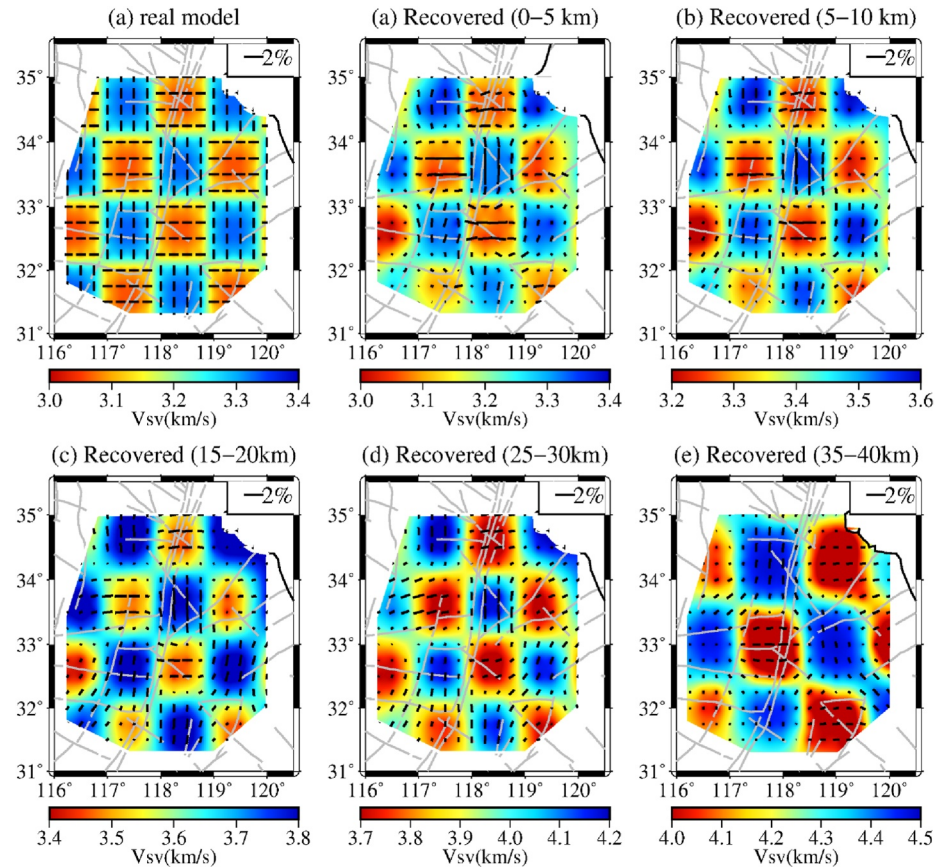 (a) real model
(a) Recovered (0−5 km)
(b) Recovered (5−10 km)
2%
2%
2%
35°
34°
33°
32°
31°
35°
34°
33°
32°
31°
35°
34°
33°
32°
31°
116° 117° 118° 119° 120°
116° 117° 118° 119° 120°
116° 117° 118° 119° 120°
3.0 3.1 3.2 3.3 3.4
3.0 3.1 3.2 3.3 3.4
3.2 3.3 3.4 3.5 3.6
Vsv(km/s)
Vsv(km/s)
Vsv(km/s)
(c) Recovered (15−20km)
(d) Recovered (25−30km)
(e) Recovered (35−40km)
2%
2%
2%
35°
34°
33°
32°
31°
35°
34°
33°
32°
31°
35°
34°
33°
32°
31°
116° 117° 118° 119° 120°
116° 117° 118° 119° 120°
116° 117° 118° 119° 120°
3.4 3.5 3.6 3.7 3.8
3.7 3.8 3.9 4.0 4.1 4.2
4.0 4.1 4.2 4.3 4.4 4.5
Vsv(km/s)
Vsv(km/s)
Vsv(km/s)